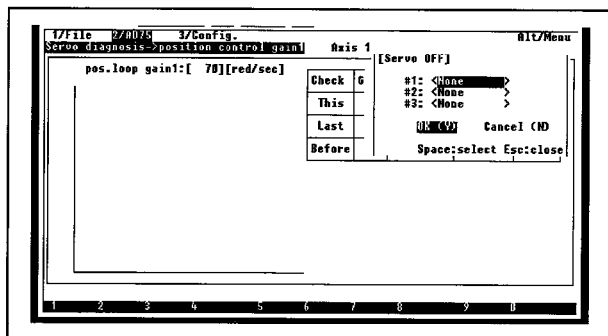 1/File 2/AD75 3/Config. Alt/Menu
Servo diagnosis->position control gain1 Axis 1
pos.loop gain1:[ 70][red/sec]
Check G
This
Last
Before
[Servo OFF]
#1: <None >
#2: <None >
#3: <None >
OK (Y) Cancel (N)
Space:select Esc:close
1 2 3 4 5 6 7 8 9 0